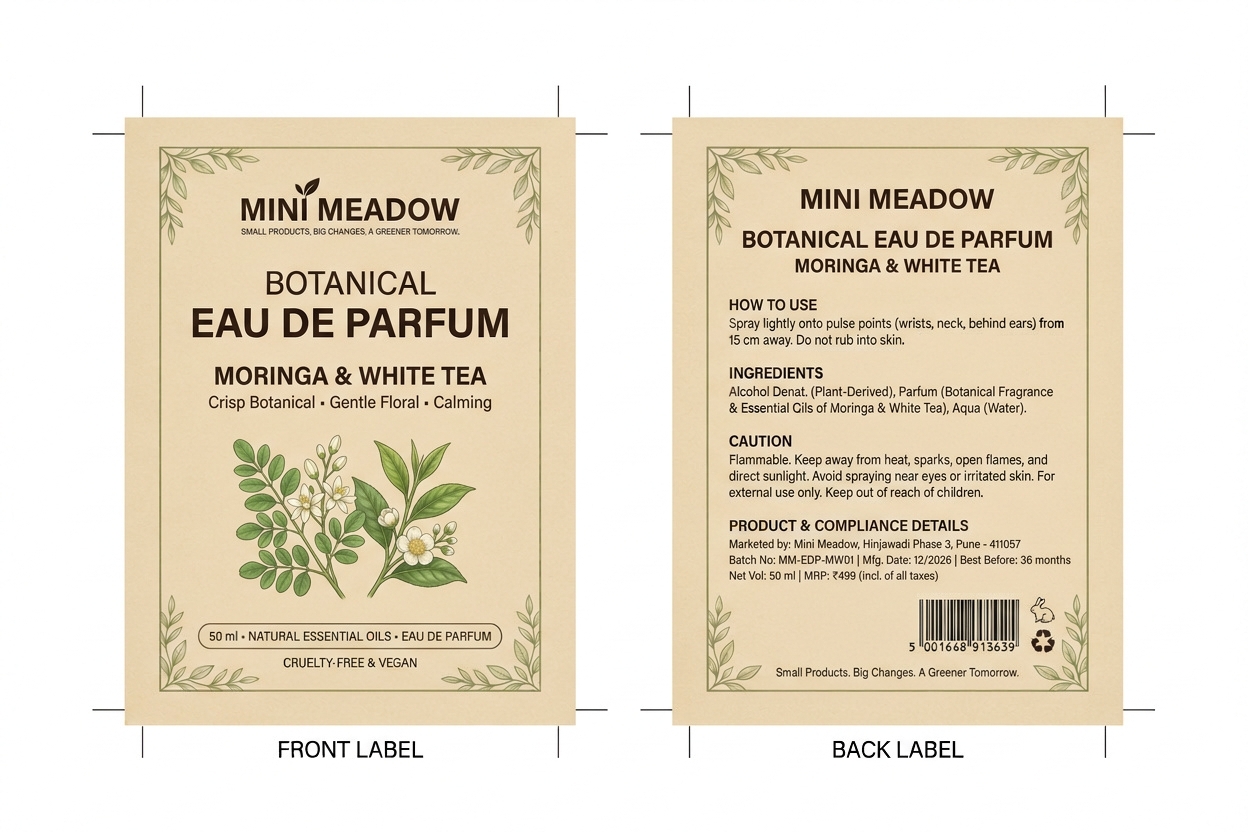 MINI MEADOW
SMALL PRODUCTS, BIG CHANGES, A GREENER TOMORROW.
BOTANICAL
EAU DE PARFUM
MORINGA & WHITE TEA
Crisp Botanical • Gentle Floral • Calming
50 ml • NATURAL ESSENTIAL OILS • EAU DE PARFUM
CRUELTY-FREE & VEGAN
FRONT LABEL
MINI MEADOW
BOTANICAL EAU DE PARFUM
MORINGA & WHITE TEA
HOW TO USE
Spray lightly onto pulse points (wrists, neck, behind ears) from
15 cm away. Do not rub into skin.
INGREDIENTS
Alcohol Denat. (Plant-Derived), Parfum (Botanical Fragrance
& Essential Oils of Moringa & White Tea), Aqua (Water).
CAUTION
Flammable. Keep away from heat, sparks, open flames, and
direct sunlight. Avoid spraying near eyes or irritated skin. For
external use only. Keep out of reach of children.
PRODUCT & COMPLIANCE DETAILS
Marketed by: Mini Meadow, Hinjawadi Phase 3, Pune - 411057
Batch No: MM-EDP-MW01 | Mfg. Date: 12/2026 | Best Before: 36 months
Net Vol: 50 ml | MRP: ₹499 (incl. of all taxes)
5 001668 913639
Small Products. Big Changes. A Greener Tomorrow.
BACK LABEL